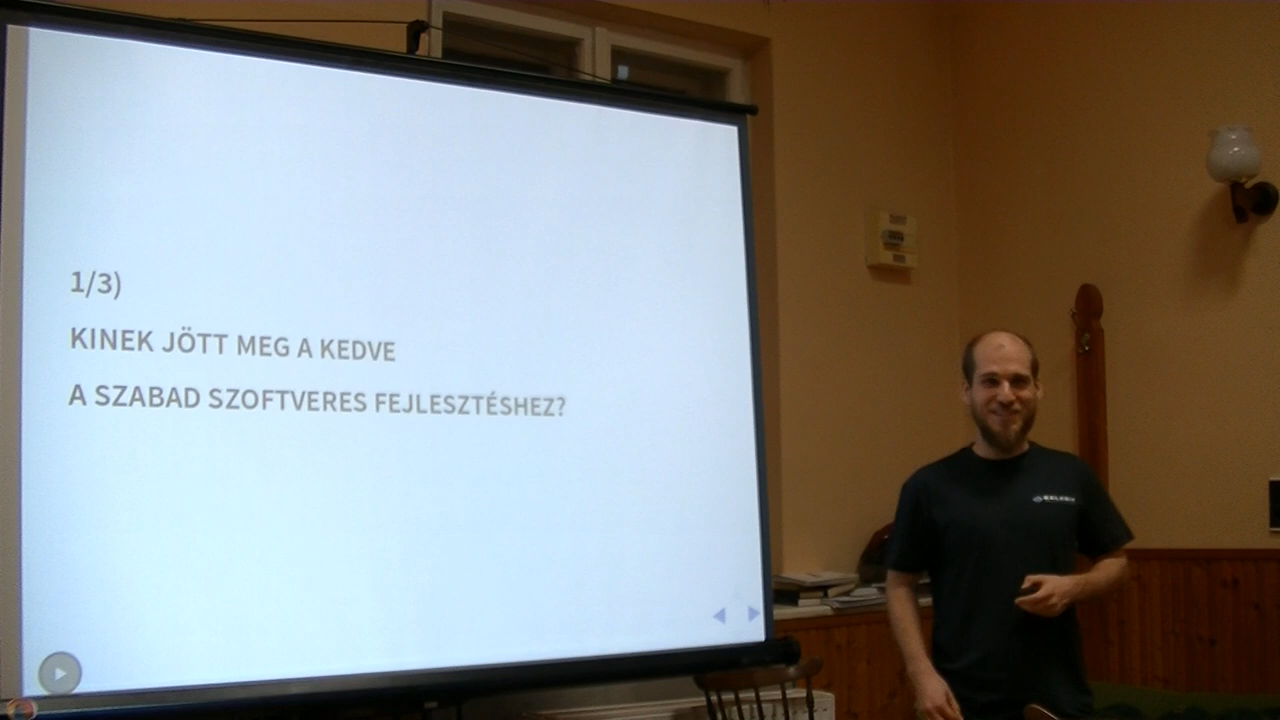 1/3)
KINEK JÖTT MEG A KEDVE
A SZABAD SZOFTVERES FEJLESZTÉSHEZ?